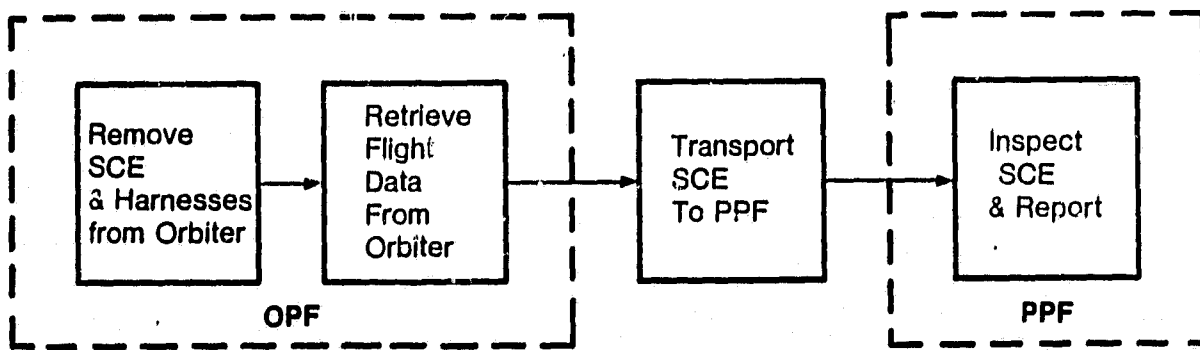 Remove
SCE
& Harnesses
from Orbiter
Retrieve
Flight
Data
From
Orbiter
OPF
Transport
SCE
To PPF
Inspect
SCE
& Report
PPF